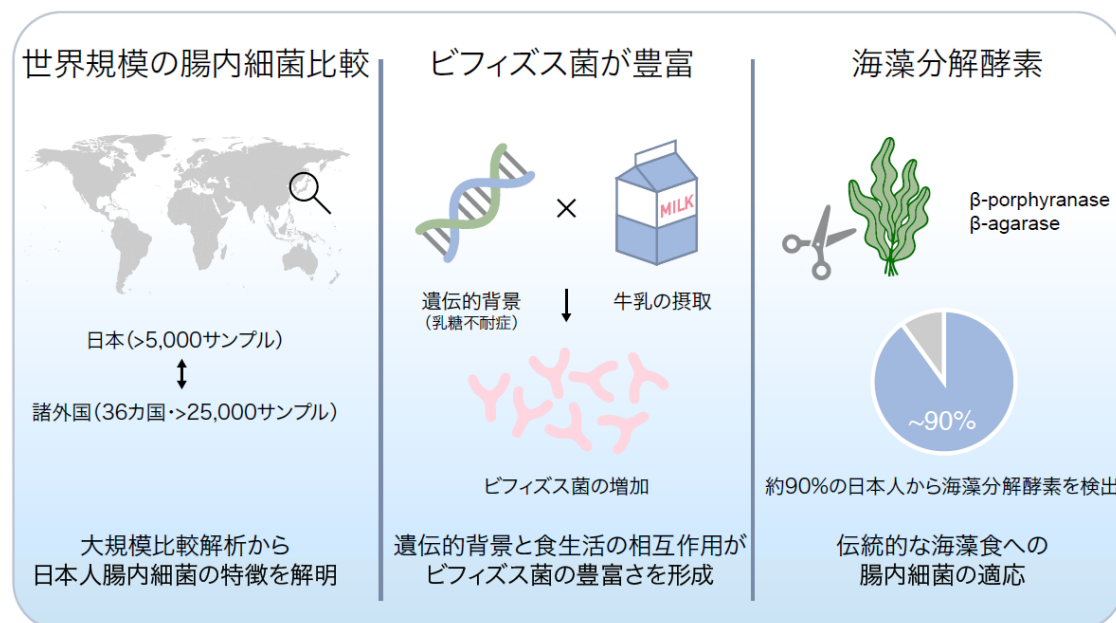 世界規模の腸内細菌比較
日本(>5,000サンプル)
諸外国(36カ国・>25,000サンプル)
大規模比較解析から
日本人腸内細菌の特徴を解明
ビフィズス菌が豊富
×
MILK
遺伝的背景
(乳糖不耐症)
牛乳の摂取
ビフィズス菌の増加
遺伝的背景と食生活の相互作用が
ビフィズス菌の豊富さを形成
海藻分解酵素
β-porphyranase
β-agarase
~90%
約90%の日本人から海藻分解酵素を検出
伝統的な海藻食への
腸内細菌の適応